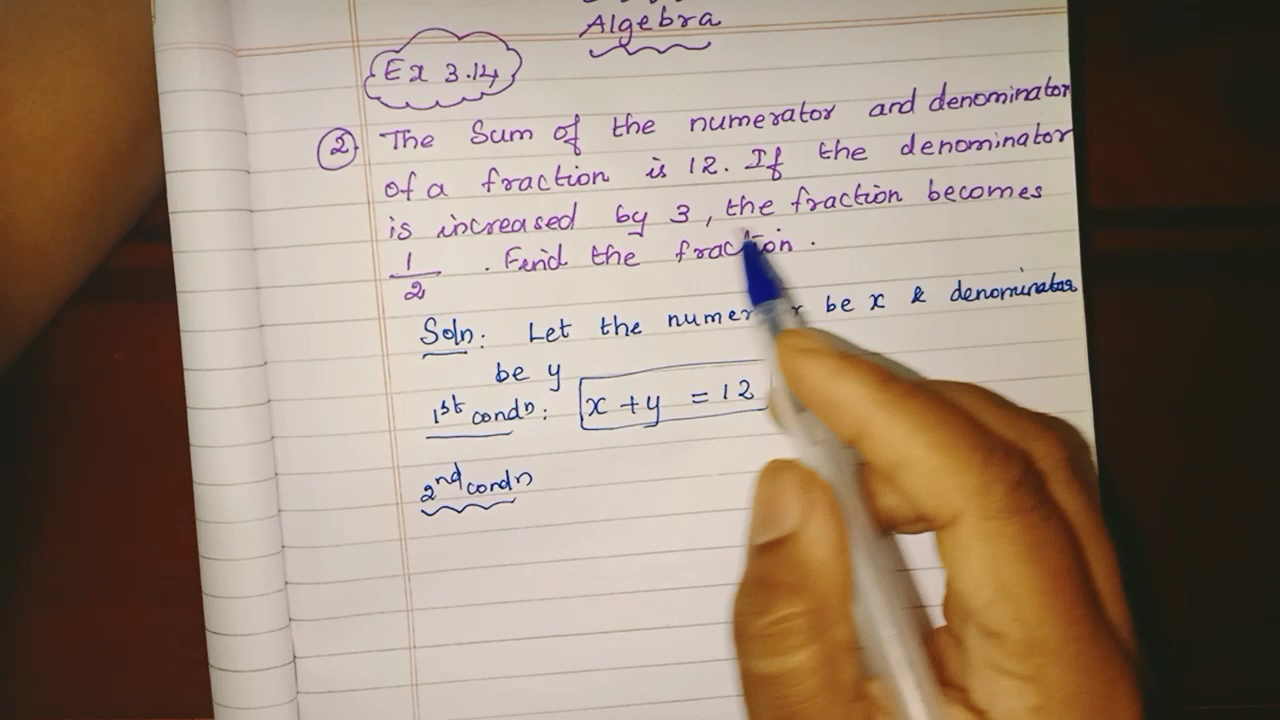 Algebra
Ex 3.14
2 The Sum of the numerator and denominator
of a fraction is 12. If the denominator
is increased by 3, the fraction becomes
1/2 . Find the fraction.
Soln: Let the be x & denominator
be y
1st condn: x + y = 12
2nd condn